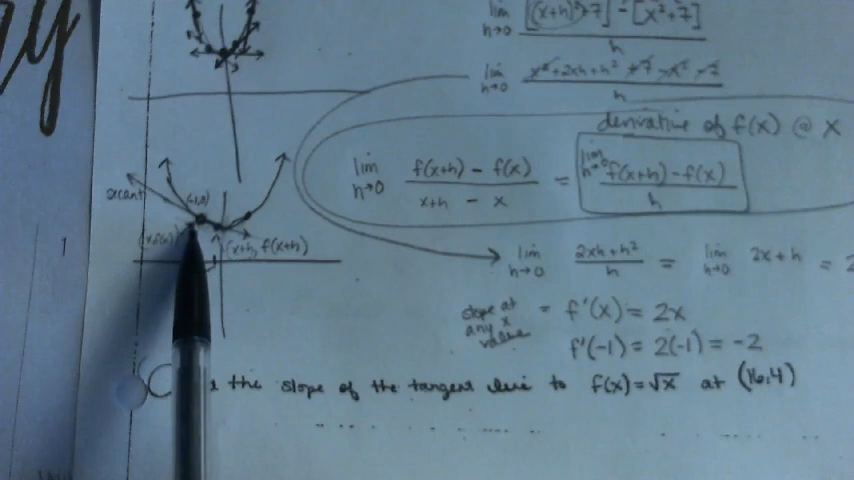 lim h→0 [(x+h)²+7] - [x²+7] / h
lim h→0 x²+2xh+h²+7-x²-7 / h
derivative of f(x) @ x
lim h→0 f(x+h) - f(x) / x+h - x = lim h→0 f(x+h) - f(x) / h
secant
(x+h, f(x+h)
lim h→0 2xh+h² / h = lim h→0 2x+h = 2
slope at any x value = f'(x) = 2x
f'(-1) = 2(-1) = -2
the slope of the tangent line to f(x)=√x at (16,4)
1